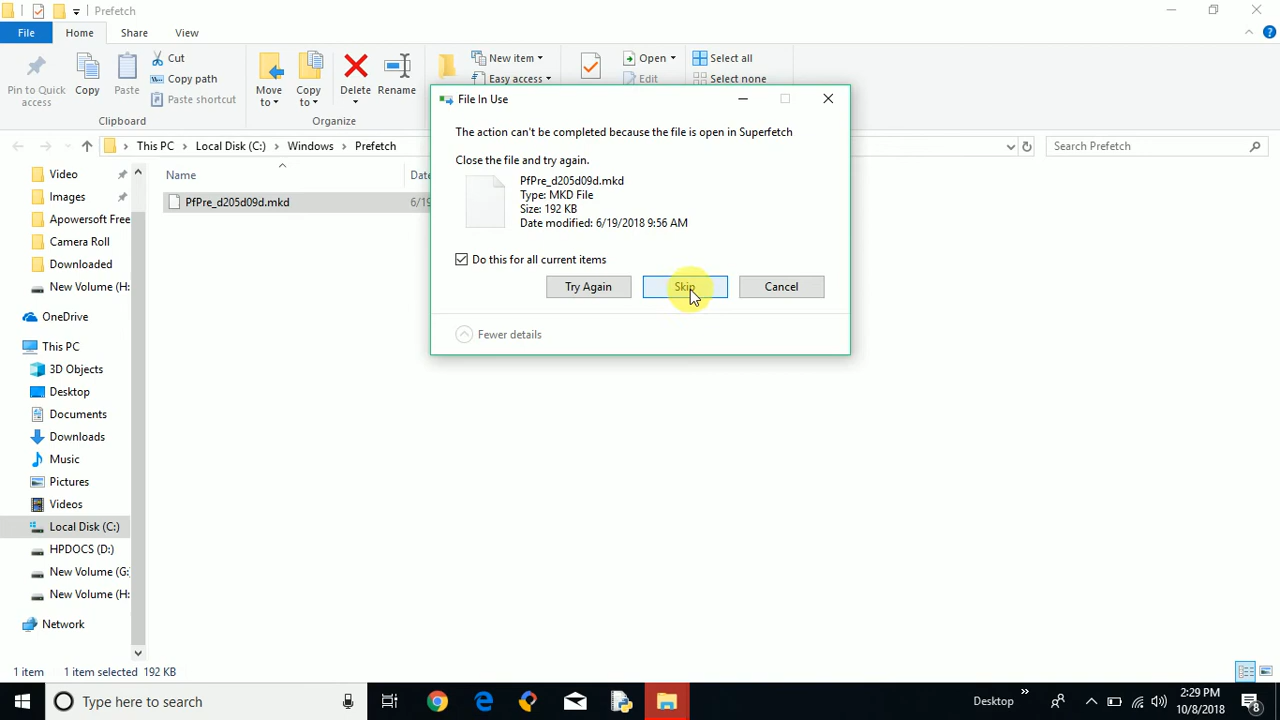 Prefetch
File
Home
Share
View
Pin to Quick
access
Copy
Paste
Cut
Copy path
Paste shortcut
Clipboard
Move
to
Copy
to
Delete
Rename
Organize
New item
Easy access
Open
Edit
Select all
Select none
This PC > Local Disk (C:) > Windows > Prefetch
Search Prefetch
Name
PfPre_d205d09d.mkd
6/19
File In Use
The action can't be completed because the file is open in Superfetch
Close the file and try again.
PfPre_d205d09d.mkd
Type: MKD File
Size: 192 KB
Date modified: 6/19/2018 9:56 AM
Do this for all current items
Try Again
Skip
Cancel
Fewer details
Video
Images
Apowersoft Free
Camera Roll
Downloaded
New Volume (H:
OneDrive
This PC
3D Objects
Desktop
Documents
Downloads
Music
Pictures
Videos
Local Disk (C:)
HPDOCS (D:)
New Volume (G:
New Volume (H:
Network
1 item
1 item selected 192 KB
Type here to search
Desktop
2:29 PM
10/8/2018
8